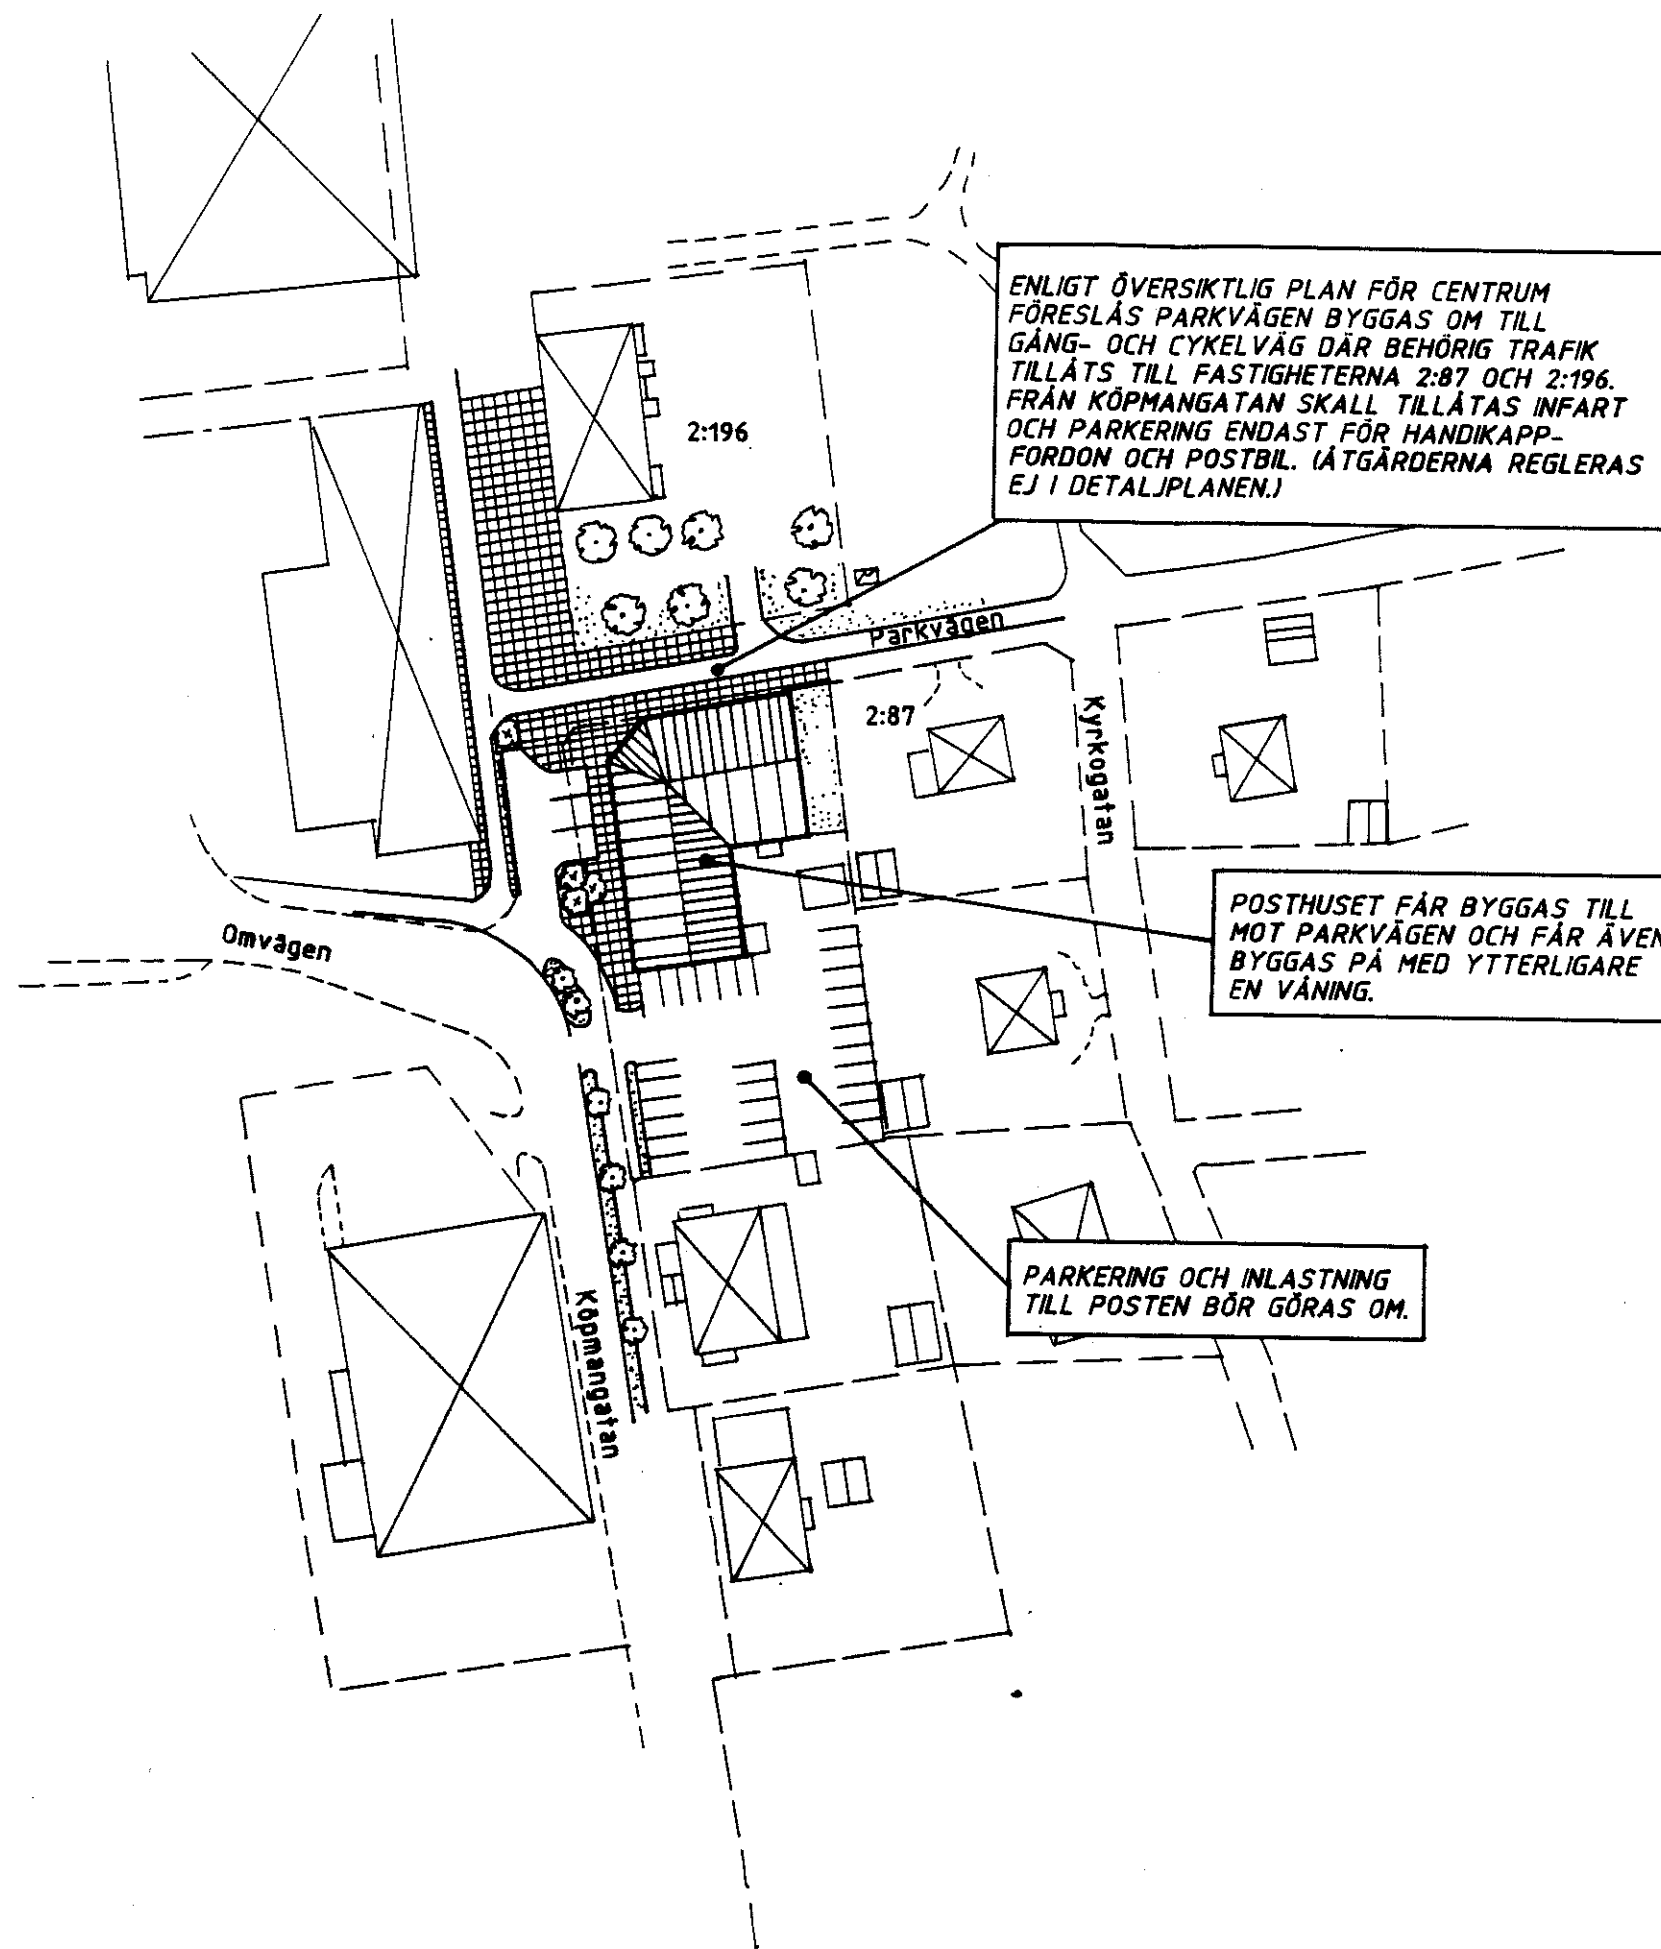 ENLIGT ÖVERSIKTLIG PLAN FÖR CENTRUM
FÖRESLÅS PARKVÄGEN BYGGAS OM TILL
GÅNG- OCH CYKELVÄG DÄR BEHÖRIG TRAFIK
TILLÅTS TILL FASTIGHETERNA 2:87 OCH 2:196.
FRÅN KÖPMANGATAN SKALL TILLÅTAS INFART
OCH PARKERING ENDAST FÖR HANDIKAPP-
FORDON OCH POSTBIL. (ÅTGÄRDERNA REGLERAS
EJ I DETALJPLANEN.)
2:196
Parkvägen
2:87
Kyrkogatan
POSTHUSET FÅR BYGGAS TILL
MOT PARKVÄGEN OCH FÅR ÄVEN
BYGGAS PÅ MED YTTERLIGARE
EN VÅNING.
Omvägen
PARKERING OCH INLASTNING
TILL POSTEN BÖR GÖRAS OM.
Köpmangatan